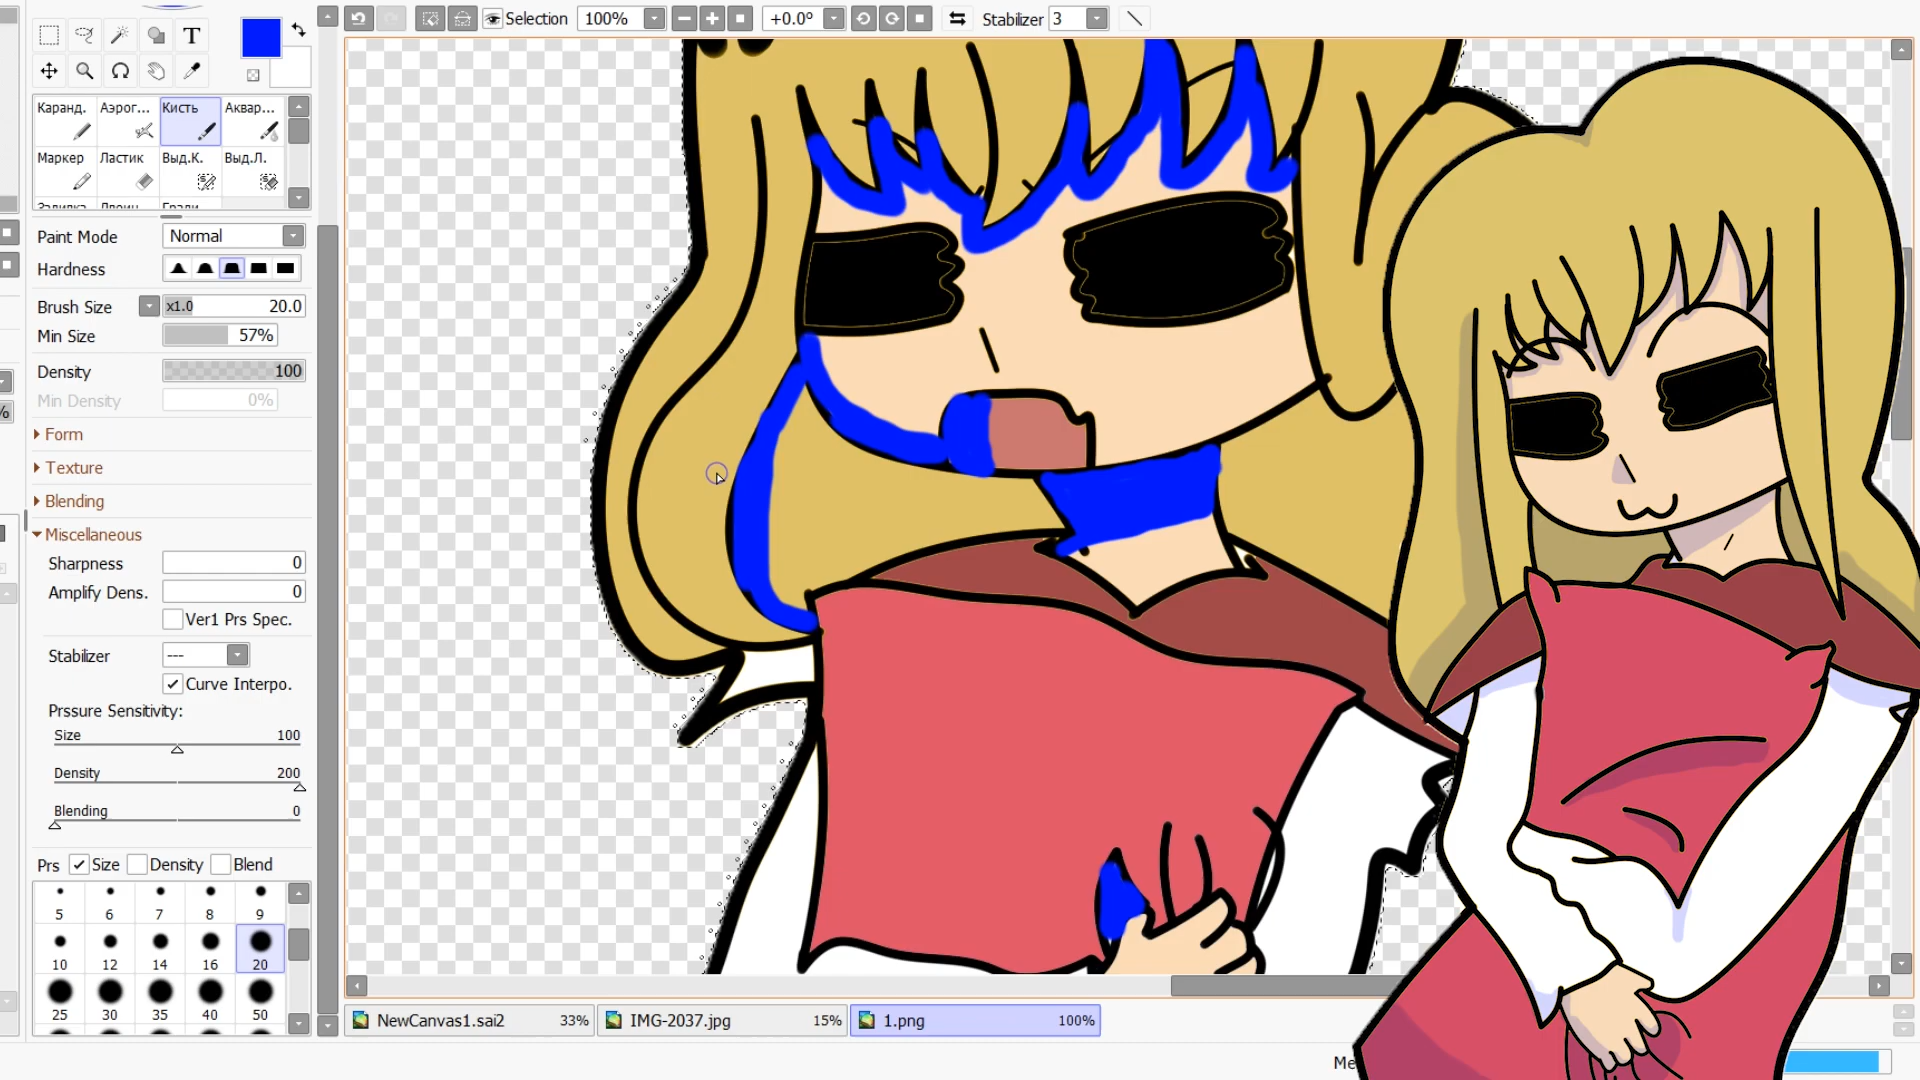 Selection 100% +0.0° Stabilizer 3
T
Каранд. Аэрог... Кисть Аквар...
Маркер Ластик Выд.К. Выд.Л.
Paint Mode Normal
Hardness
Brush Size x1.0 20.0
Min Size 57%
Density 100
Min Density 0%
Form
Texture
Blending
Miscellaneous
Sharpness 0
Amplify Dens. 0
Ver1 Prs Spec.
Stabilizer ---
Curve Interpo.
Prssure Sensitivity:
Size 100
Density 200
Blending 0
Prs Size Density Blend
5 6 7 8 9
10 12 14 16 20
25 30 35 40 50
NewCanvas1.sai2 33% IMG-2037.jpg 15% 1.png 100%
%